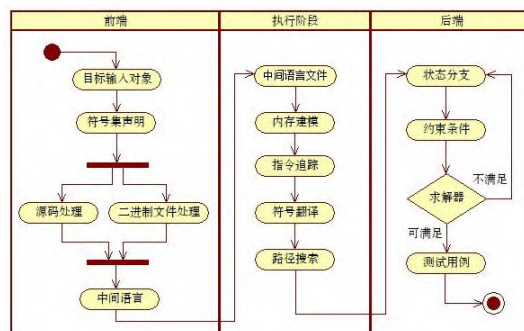 前端
执行阶段
后端
目标输入对象
符号集声明
源码处理
二进制文件处理
中间语言
中间语言文件
内存建模
指令追踪
符号翻译
路径搜索
状态分支
约束条件
求解器
不满足
可满足
测试用例